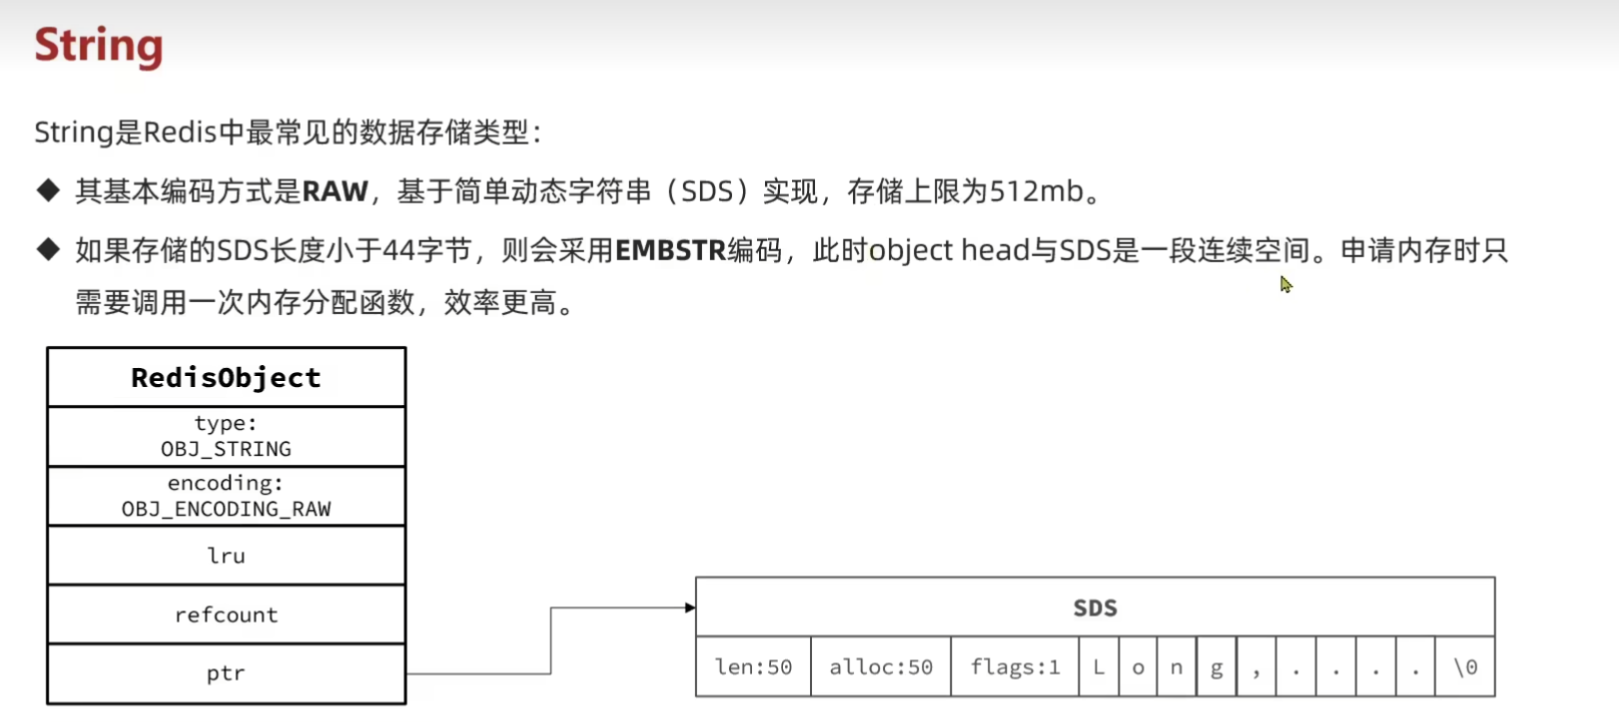 String
String是Redis中最常见的数据存储类型：
◆ 其基本编码方式是RAW，基于简单动态字符串（SDS）实现，存储上限为512mb。
◆ 如果存储的SDS长度小于44字节，则会采用EMBSTR编码，此时object head与SDS是一段连续空间。申请内存时只
需要调用一次内存分配函数，效率更高。
RedisObject
type:
OBJ_STRING
encoding:
OBJ_ENCODING_RAW
lru
refcount
ptr
SDS
len:50 alloc:50 flags:1 L o n g , . . . . \0